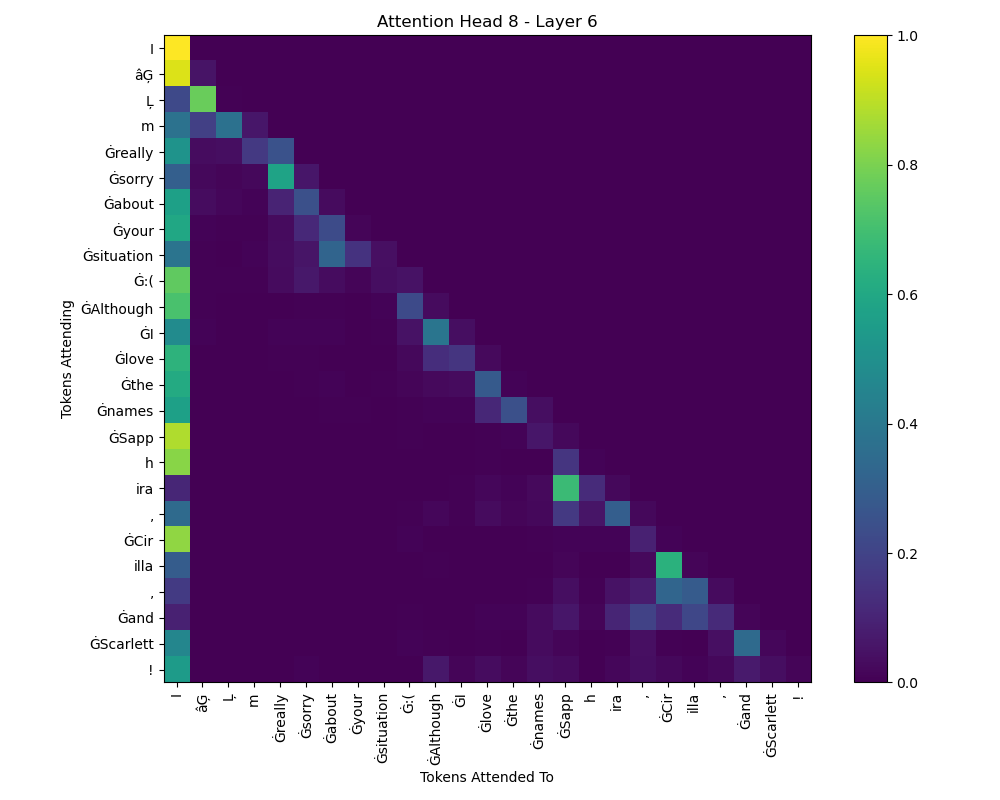 Attention Head 8 - Layer 6
Tokens Attending
I
âĢ
Ļ
m
Ġreally
Ġsorry
Ġabout
Ġyour
Ġsituation
Ġ:(
ĠAlthough
ĠI
Ġlove
Ġthe
Ġnames
ĠSapp
h
ira
,
ĠCir
illa
,
Ġand
ĠScarlett
!
I
âĢ
Ļ
m
Ġreally
Ġsorry
Ġabout
Ġyour
Ġsituation
Ġ:(
ĠAlthough
ĠI
Ġlove
Ġthe
Ġnames
ĠSapp
h
ira
,
ĠCir
illa
,
Ġand
ĠScarlett
!
Tokens Attended To
1.0
0.8
0.6
0.4
0.2
0.0